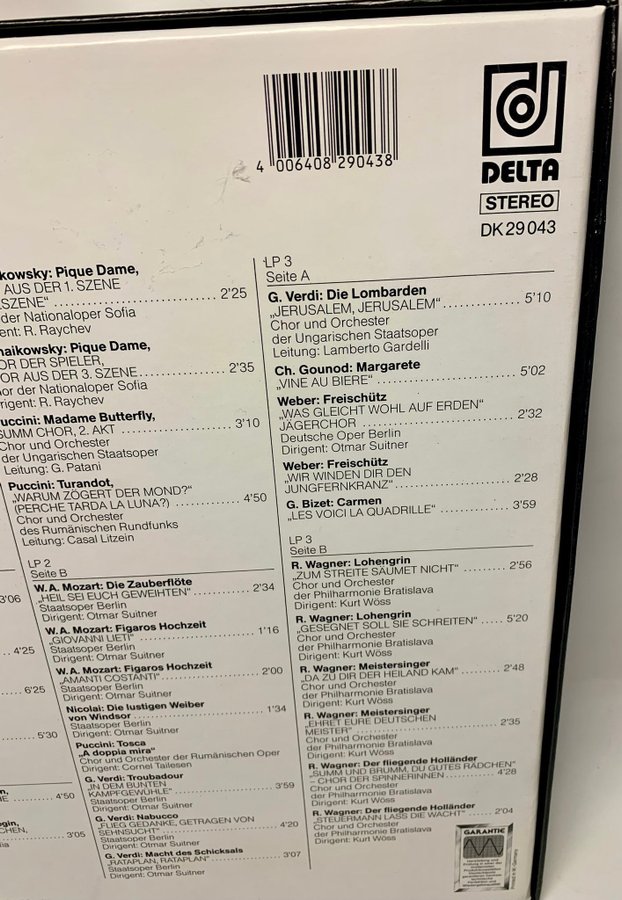 4 006408 290438
DELTA
STEREO
DK 29 043
kowsky: Pique Dame,
AUS DER 1. SZENE
SZENE“ 2'25
der Nationaloper Sofia
ent: R. Raychev
haikowsky: Pique Dame,
OR DER SPIELER,
OR AUS DER 3. SZENE 2'35
or der Nationaloper Sofia
irigent: R. Raychev
uccini: Madame Butterfly,
SUMM CHOR, 2. AKT 3'10
Chor und Orchester
der Ungarischen Staatsoper
Leitung: G. Patani
Puccini: Turandot,
„WARUM ZÖGERT DER MOND?“
(PERCHE TARDA LA LUNA?) 4'50
Chor und Orchester
des Rumänischen Rundfunks
Leitung: Casal Litzein
LP 2
Seite B
W. A. Mozart: Die Zauberflöte
„HEIL SEI EUCH GEWEIHTEN“ 2'34
Staatsoper Berlin
Dirigent: Otmar Suitner
W. A. Mozart: Figaros Hochzeit
„GIOVANNI LIETI“ 1'16
Staatsoper Berlin
Dirigent: Otmar Suitner
W. A. Mozart: Figaros Hochzeit
„AMANTI COSTANTI“ 2'00
Staatsoper Berlin
Dirigent: Otmar Suitner
Nicolai: Die lustigen Weiber
von Windsor 1'34
Staatsoper Berlin
Dirigent: Otmar Suitner
Puccini: Tosca
„A doppia mira“
Chor und Orchester der Rumänischen Oper
Dirigent: Cornel Tailesen
G. Verdi: Troubadour
„IN DEM BUNTEN
KAMPFGEWÜHLE“ 3'59
Staatsoper Berlin
Dirigent: Otmar Suitner
G. Verdi: Nabucco
„FLIEG GEDANKE, GETRAGEN VON
SEHNSUCHT“ 4'20
Staatsoper Berlin
Dirigent: Otmar Suitner
G. Verdi: Macht des Schicksals
„RATAPLAN, RATAPLAN“ 3'07
Staatsoper Berlin
Dirigent: Otmar Suitner
LP 3
Seite A
G. Verdi: Die Lombarden
„JERUSALEM, JERUSALEM“ 5'10
Chor und Orchester
der Ungarischen Staatsoper
Leitung: Lamberto Gardelli
Ch. Gounod: Margarete
„VINE AU BIERE“ 5'02
Weber: Freischütz
„WAS GLEICHT WOHL AUF ERDEN“
JÄGERCHOR 2'32
Deutsche Oper Berlin
Dirigent: Otmar Suitner
Weber: Freischütz
„WIR WINDEN DIR DEN
JUNGFERNKRANZ“ 2'28
G. Bizet: Carmen
„LES VOICI LA QUADRILLE“ 3'59
LP 3
Seite B
R. Wagner: Lohengrin
„ZUM STREITE SÄUMET NICHT“ 2'56
Chor und Orchester
der Philharmonie Bratislava
Dirigent: Kurt Wöss
R. Wagner: Lohengrin
„GESEGNET SOLL SIE SCHREITEN“ 5'20
Chor und Orchester
der Philharmonie Bratislava
Dirigent: Kurt Wöss
R. Wagner: Meistersinger
„DA ZU DIR DER HEILAND KAM“ 2'48
Chor und Orchester
der Philharmonie Bratislava
Dirigent: Kurt Wöss
R. Wagner: Meistersinger
„EHRET EURE DEUTSCHEN
MEISTER“ 2'35
Chor und Orchester
der Philharmonie Bratislava
Dirigent: Kurt Wöss
R. Wagner: Der fliegende Holländer
„SUMM UND BRUMM, DU GUTES RÄDCHEN“
– CHOR DER SPINNERINNEN 4'28
Chor und Orchester
der Philharmonie Bratislava
Dirigent: Kurt Wöss
R. Wagner: Der fliegende Holländer
„STEUERMANN LASS DIE WACHT“ 2'04
Chor und Orchester
der Philharmonie Bratislava
Dirigent: Kurt Wöss
3'06
4'25
6'25
5'30
4'50
3'05
GARANTIE